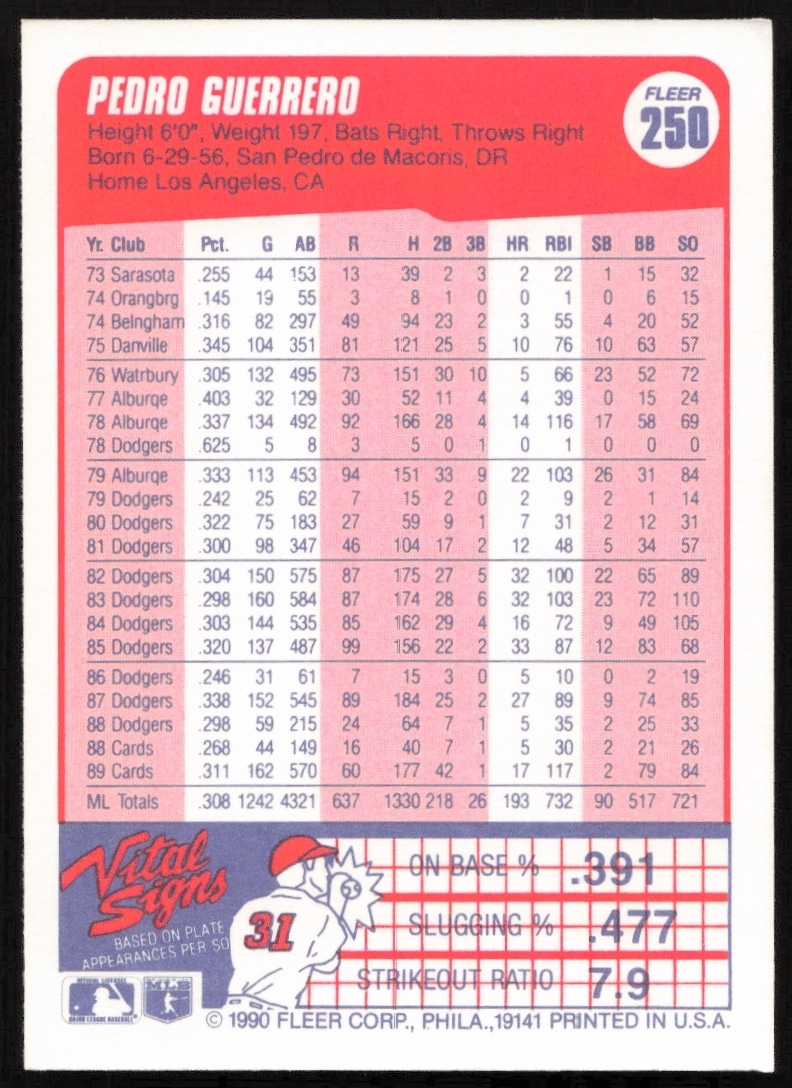 PEDRO GUERRERO
FLEER
250
Height 6'0", Weight 197, Bats Right, Throws Right
Born 6-29-56, San Pedro de Macoris, DR
Home Los Angeles, CA
Yr. Club Pct. G AB R H 2B 3B HR RBI SB BB SO
73 Sarasota .255 44 153 13 39 2 3 2 22 1 15 32
74 Orangbrg .145 19 55 3 8 1 0 0 1 0 6 15
74 Belngham .316 82 297 49 94 23 2 3 55 4 20 52
75 Danville .345 104 351 81 121 25 5 10 76 10 63 57
76 Watrbury .305 132 495 73 151 30 10 5 66 23 52 72
77 Alburqe .403 32 129 30 52 11 4 4 39 0 15 24
78 Alburqe .337 134 492 92 166 28 4 14 116 17 58 69
78 Dodgers .625 5 8 3 5 0 1 0 1 0 0 0
79 Alburqe .333 113 453 94 151 33 9 22 103 26 31 84
79 Dodgers .242 25 62 7 15 2 0 2 9 2 1 14
80 Dodgers .322 75 183 27 59 9 1 7 31 2 12 31
81 Dodgers .300 98 347 46 104 17 2 12 48 5 34 57
82 Dodgers .304 150 575 87 175 27 5 32 100 22 65 89
83 Dodgers .298 160 584 87 174 28 6 32 103 23 72 110
84 Dodgers .303 144 535 85 162 29 4 16 72 9 49 105
85 Dodgers .320 137 487 99 156 22 2 33 87 12 83 68
86 Dodgers .246 31 61 7 15 3 0 5 10 0 2 19
87 Dodgers .338 152 545 89 184 25 2 27 89 9 74 85
88 Dodgers .298 59 215 24 64 7 1 5 35 2 25 33
88 Cards .268 44 149 16 40 7 1 5 30 2 21 26
89 Cards .311 162 570 60 177 42 1 17 117 2 79 84
ML Totals .308 1242 4321 637 1330 218 26 193 732 90 517 721
Vital
Signs
BASED ON PLATE
APPEARANCES PER SO
31
ON BASE % .391
SLUGGING % .477
STRIKEOUT RATIO 7.9
OFFICIAL LICENSEE
MAJOR LEAGUE BASEBALL
MLB
© 1990 FLEER CORP., PHILA.,19141 PRINTED IN U.S.A.